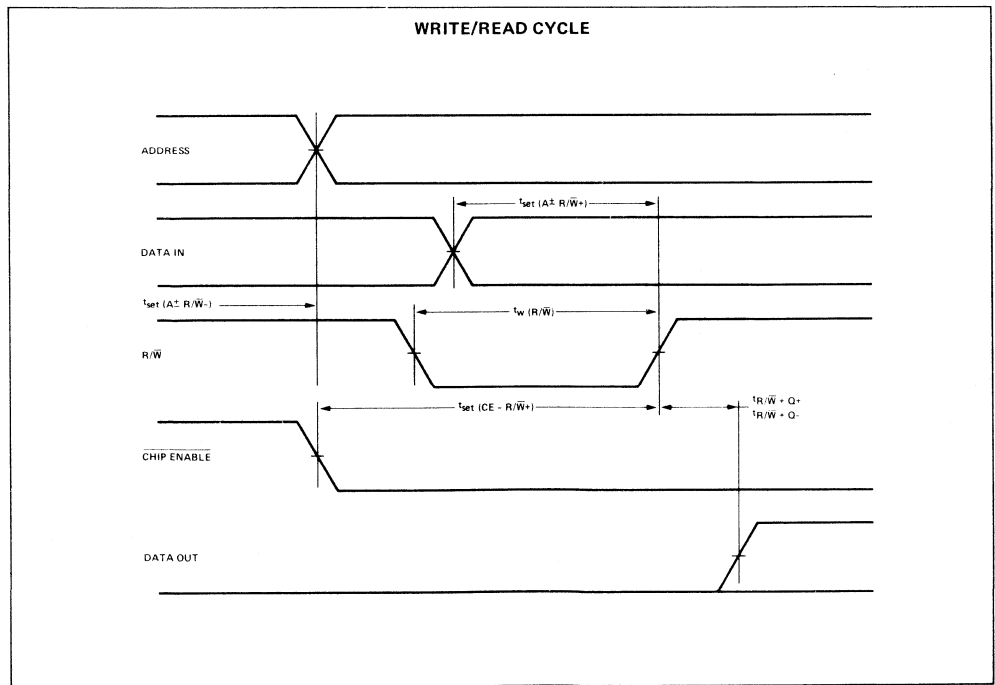 WRITE/READ CYCLE
ADDRESS
tset (A± R/W̅+)
DATA IN
tset (A± R/W̅-)
tw (R/W̅)
R/W̅
tset (CE - R/W̅+)
tR/W̅ + Q+
tR/W̅ + Q-
CHIP ENABLE
DATA OUT